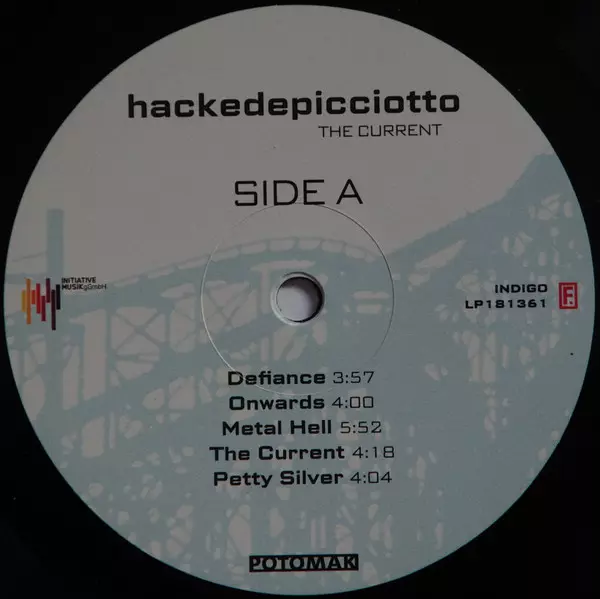 hackedepicciotto
THE CURRENT
SIDE A
INITIATIVE
MUSIKgGmbH
INDIGO
LP181361
F.
Defiance 3:57
Onwards 4:00
Metal Hell 5:52
The Current 4:18
Petty Silver 4:04
POTOMAK